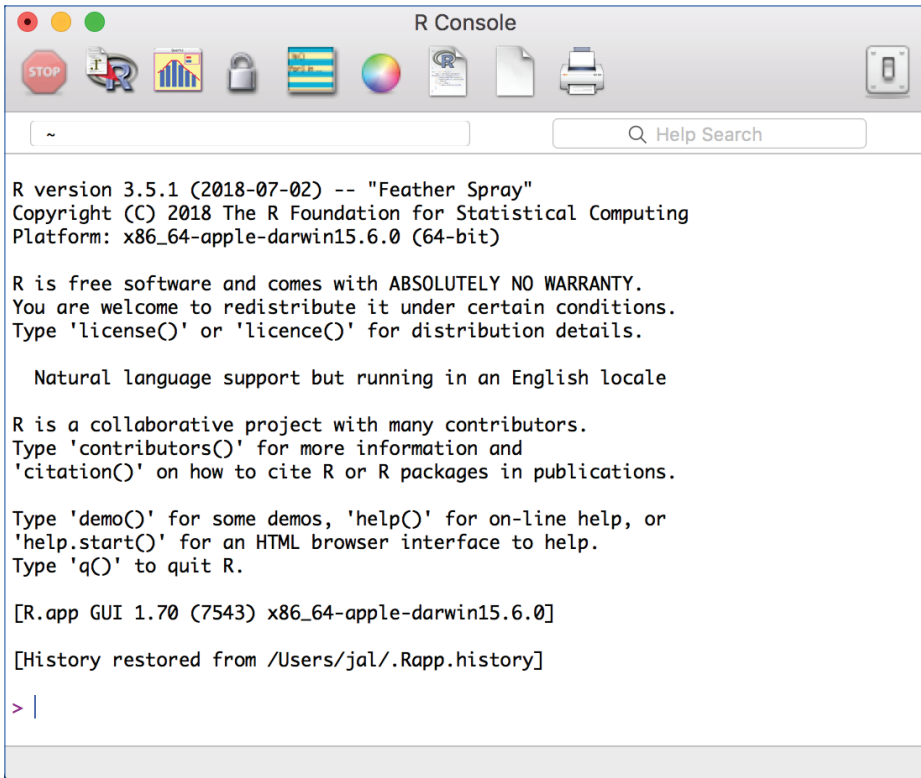 R Console
STOP
~
Help Search
R version 3.5.1 (2018-07-02) -- "Feather Spray"
Copyright (C) 2018 The R Foundation for Statistical Computing
Platform: x86_64-apple-darwin15.6.0 (64-bit)
R is free software and comes with ABSOLUTELY NO WARRANTY.
You are welcome to redistribute it under certain conditions.
Type 'license()' or 'licence()' for distribution details.
Natural language support but running in an English locale
R is a collaborative project with many contributors.
Type 'contributors()' for more information and
'citation()' on how to cite R or R packages in publications.
Type 'demo()' for some demos, 'help()' for on-line help, or
'help.start()' for an HTML browser interface to help.
Type 'q()' to quit R.
[R.app GUI 1.70 (7543) x86_64-apple-darwin15.6.0]
[History restored from /Users/jal/.Rapp.history]
>